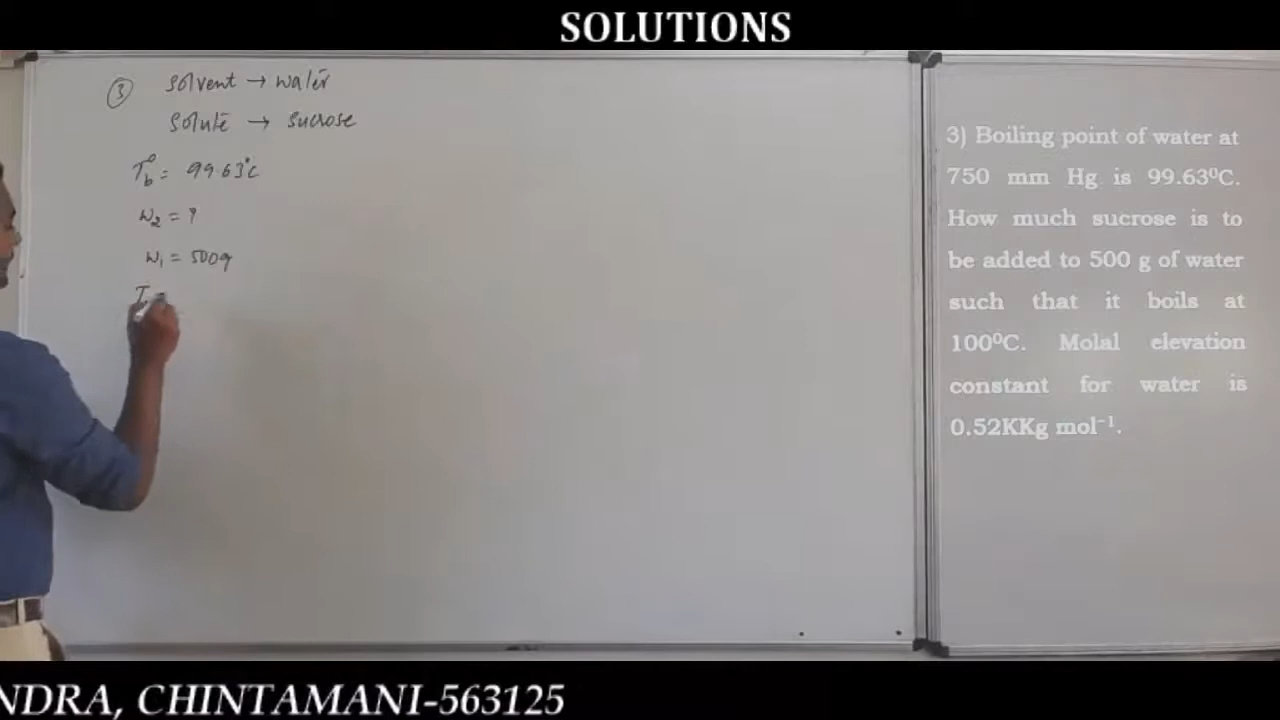 SOLUTIONS
3) solvent → water
solute → sucrose
T°b = 99.63°C
w₂ = ?
w₁ = 500g
T
3) Boiling point of water at
750 mm Hg is 99.63⁰C.
How much sucrose is to
be added to 500 g of water
such that it boils at
100⁰C. Molal elevation
constant for water is
0.52KKg mol⁻¹.
NDRA, CHINTAMANI-563125